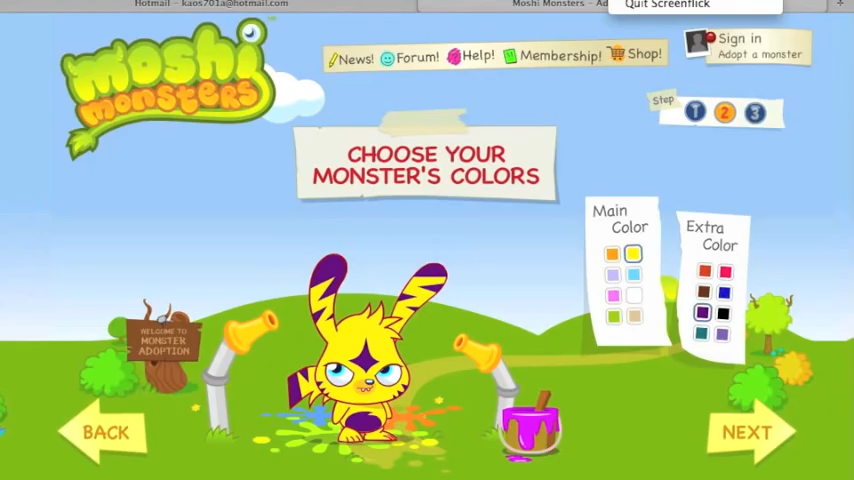 Hotmail - kaos701a@hotmail.com
Moshi Monsters - Ad
Quit Screenflick
moshi
monsters
News! Forum! Help! Membership! Shop!
Sign in
Adopt a monster
Step 1 2 3
CHOOSE YOUR
MONSTER'S COLORS
Main
Color
Extra
Color
WELCOME TO
MONSTER
ADOPTION
BACK
NEXT